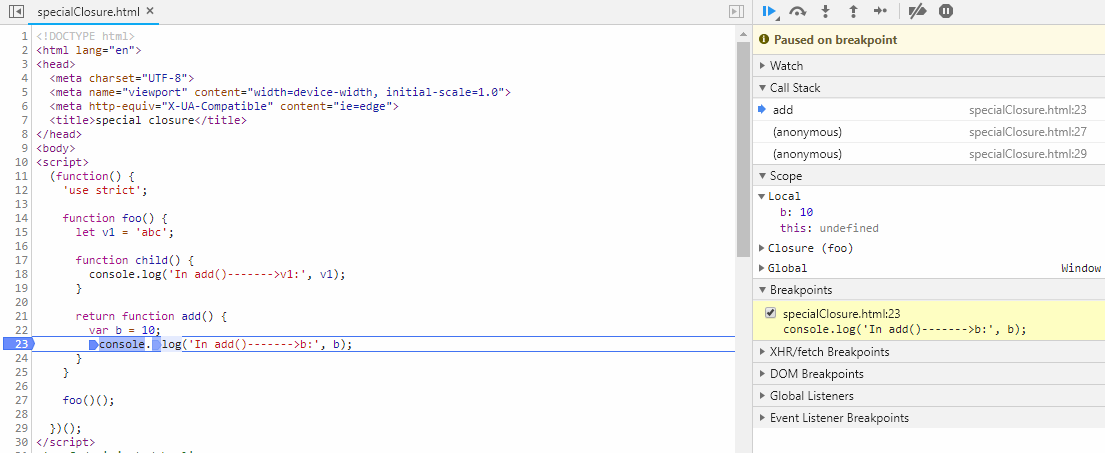 specialClosure.html ×
1 <!DOCTYPE html>
2 <html lang="en">
3 <head>
4 <meta charset="UTF-8">
5 <meta name="viewport" content="width=device-width, initial-scale=1.0">
6 <meta http-equiv="X-UA-Compatible" content="ie=edge">
7 <title>special closure</title>
8 </head>
9 <body>
10 <script>
11 (function() {
12 'use strict';
13
14 function foo() {
15 let v1 = 'abc';
16
17 function child() {
18 console.log('In add()------->v1:', v1);
19 }
20
21 return function add() {
22 var b = 10;
23 console.log('In add()------->b:', b);
24 }
25 }
26
27 foo()();
28
29 })();
30 </script>
Paused on breakpoint
Watch
Call Stack
add specialClosure.html:23
(anonymous) specialClosure.html:27
(anonymous) specialClosure.html:29
Scope
Local
b: 10
this: undefined
Closure (foo)
Global Window
Breakpoints
specialClosure.html:23
console.log('In add()------->b:', b);
XHR/fetch Breakpoints
DOM Breakpoints
Global Listeners
Event Listener Breakpoints